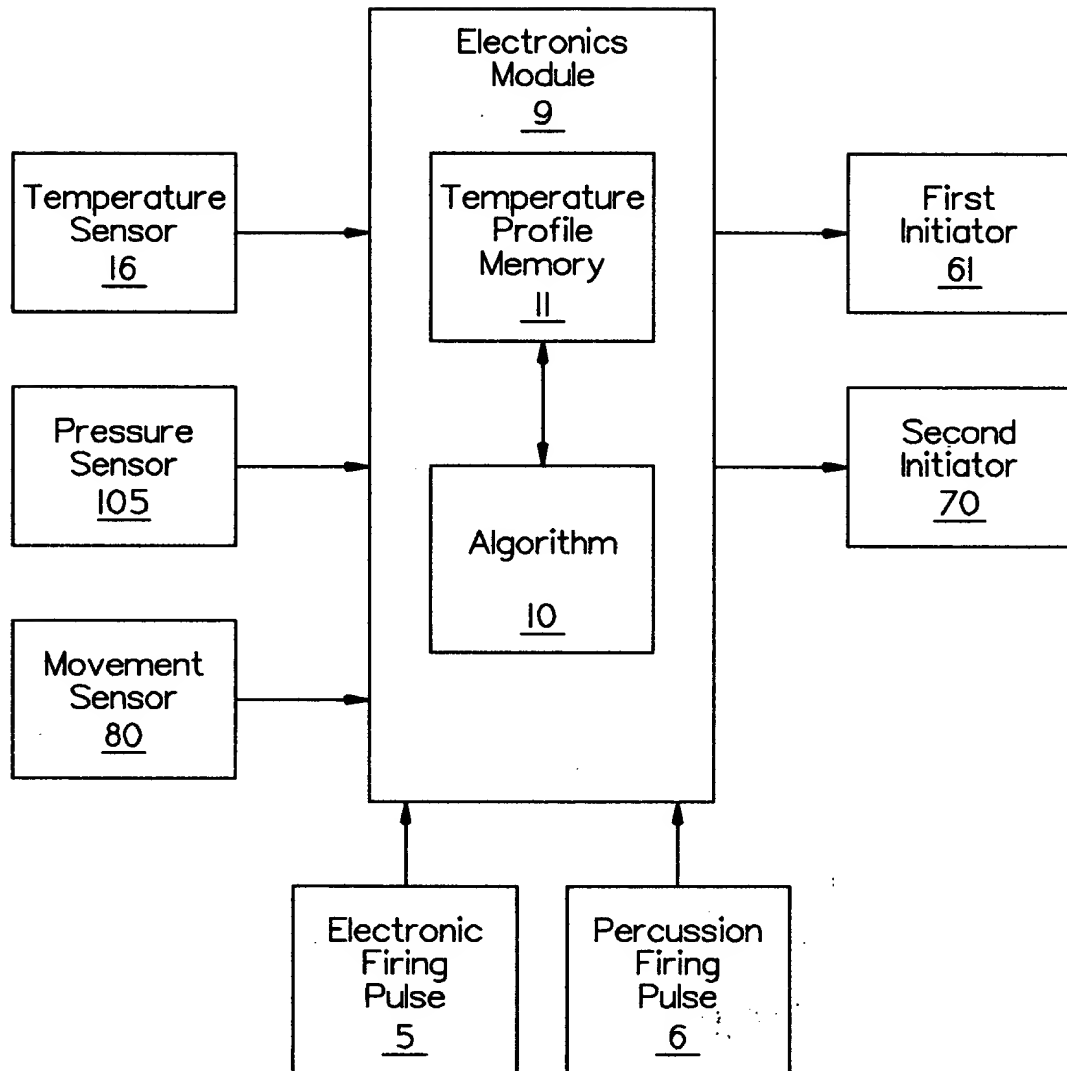 Electronics
Module
9
Temperature
Sensor
16
Temperature
Profile
Memory
11
First
Initiator
61
Pressure
Sensor
105
Algorithm
10
Second
Initiator
70
Movement
Sensor
80
Electronic
Firing
Pulse
5
Percussion
Firing
Pulse
6